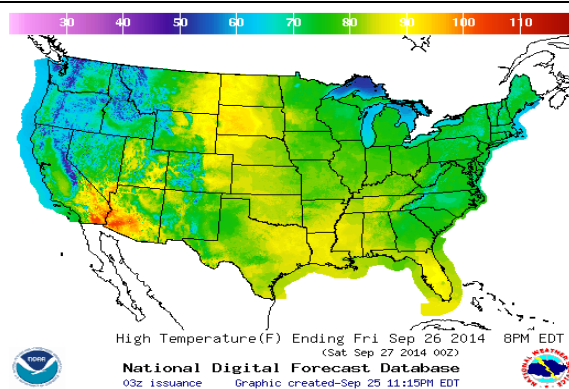 30 40 50 60 70 80 90 100 110
High Temperature(F) Ending Fri Sep 26 2014 8PM EDT
(Sat Sep 27 2014 00Z)
National Digital Forecast Database
03z issuance Graphic created-Sep 25 11:15PM EDT
NOAA